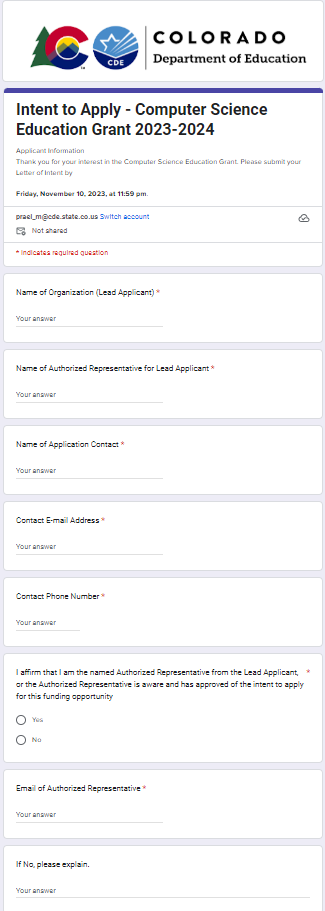 COLORADO
CDE
Department of Education
Intent to Apply - Computer Science
Education Grant 2023-2024
Applicant Information
Thank you for your interest in the Computer Science Education Grant. Please submit your
Letter of Intent by
Friday, November 10, 2023, at 11:59 pm.
prael_m@cde.state.co.us Switch account
Not shared
* Indicates required question
Name of Organization (Lead Applicant) *
Your answer
Name of Authorized Representative for Lead Applicant *
Your answer
Name of Application Contact *
Your answer
Contact E-mail Address *
Your answer
Contact Phone Number *
Your answer
I affirm that I am the named Authorized Representative from the Lead Applicant, *
or the Authorized Representative is aware and has approved of the intent to apply
for this funding opportunity
Yes
No
Email of Authorized Representative *
Your answer
If No, please explain.
Your answer